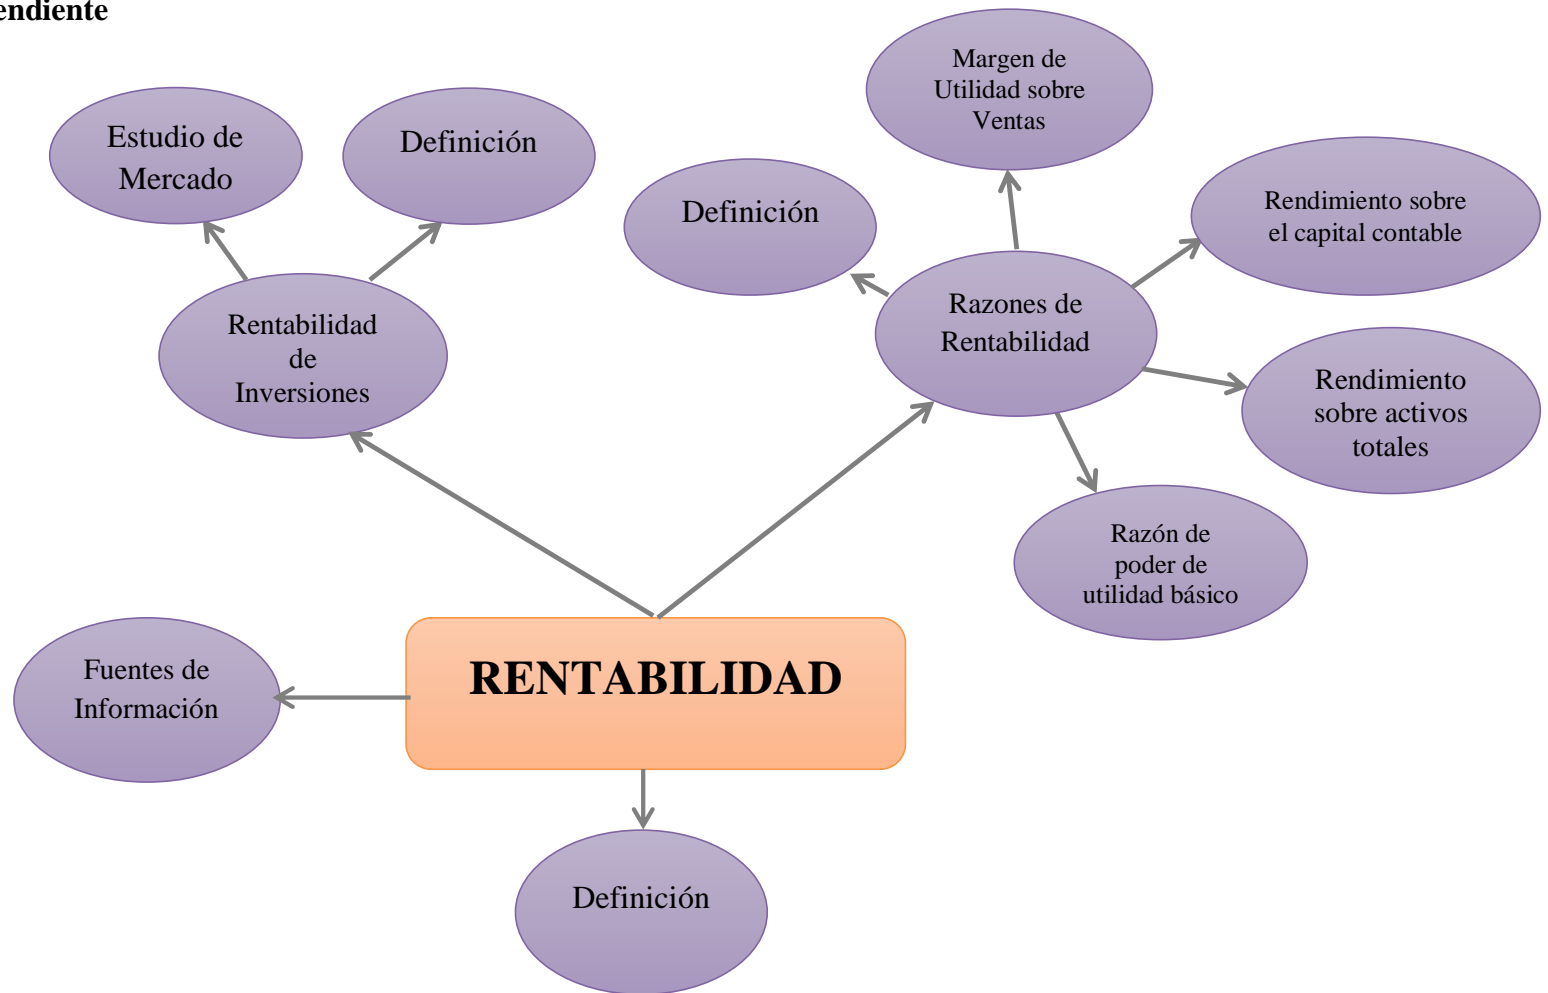 endiente
Margen de
Utilidad sobre
Ventas
Estudio de
Mercado
Definición
Definición
Rendimiento sobre
el capital contable
Razones de
Rentabilidad
Rentabilidad
de
Inversiones
Rendimiento
sobre activos
totales
Razón de
poder de
utilidad básico
Fuentes de
Información
RENTABILIDAD
Definición